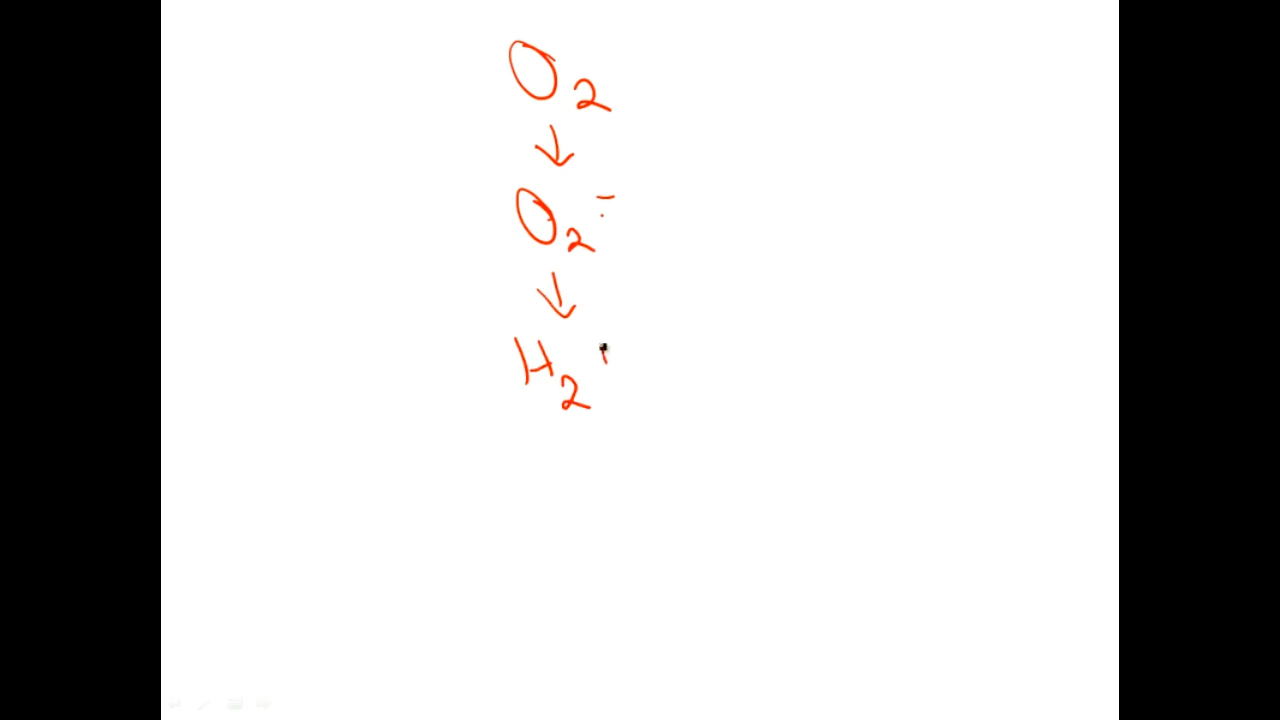 O₂
↓
O₂∸
↓
H₂